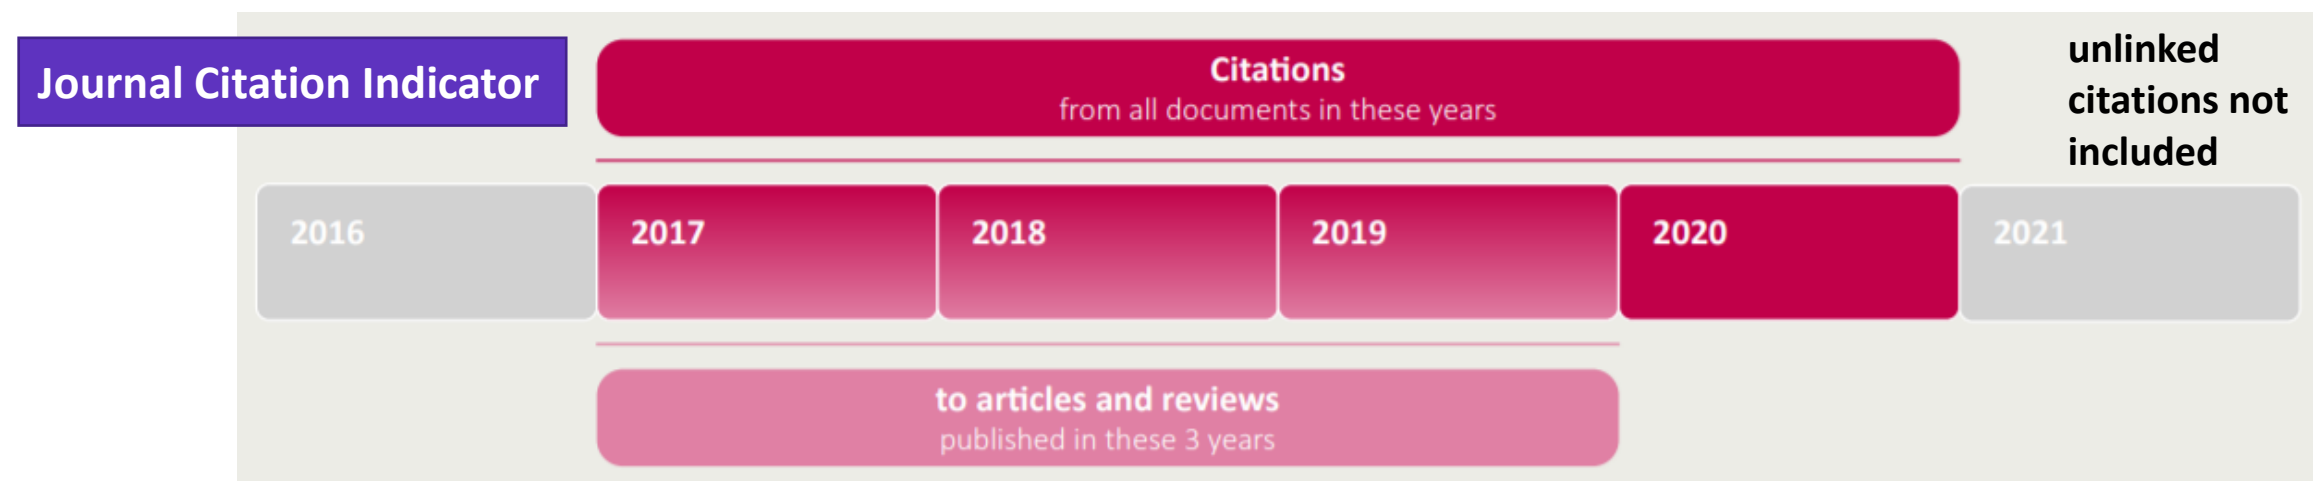 Journal Citation Indicator
Citations
from all documents in these years
unlinked
citations not
included
2016
2017
2018
2019
2020
2021
to articles and reviews
published in these 3 years